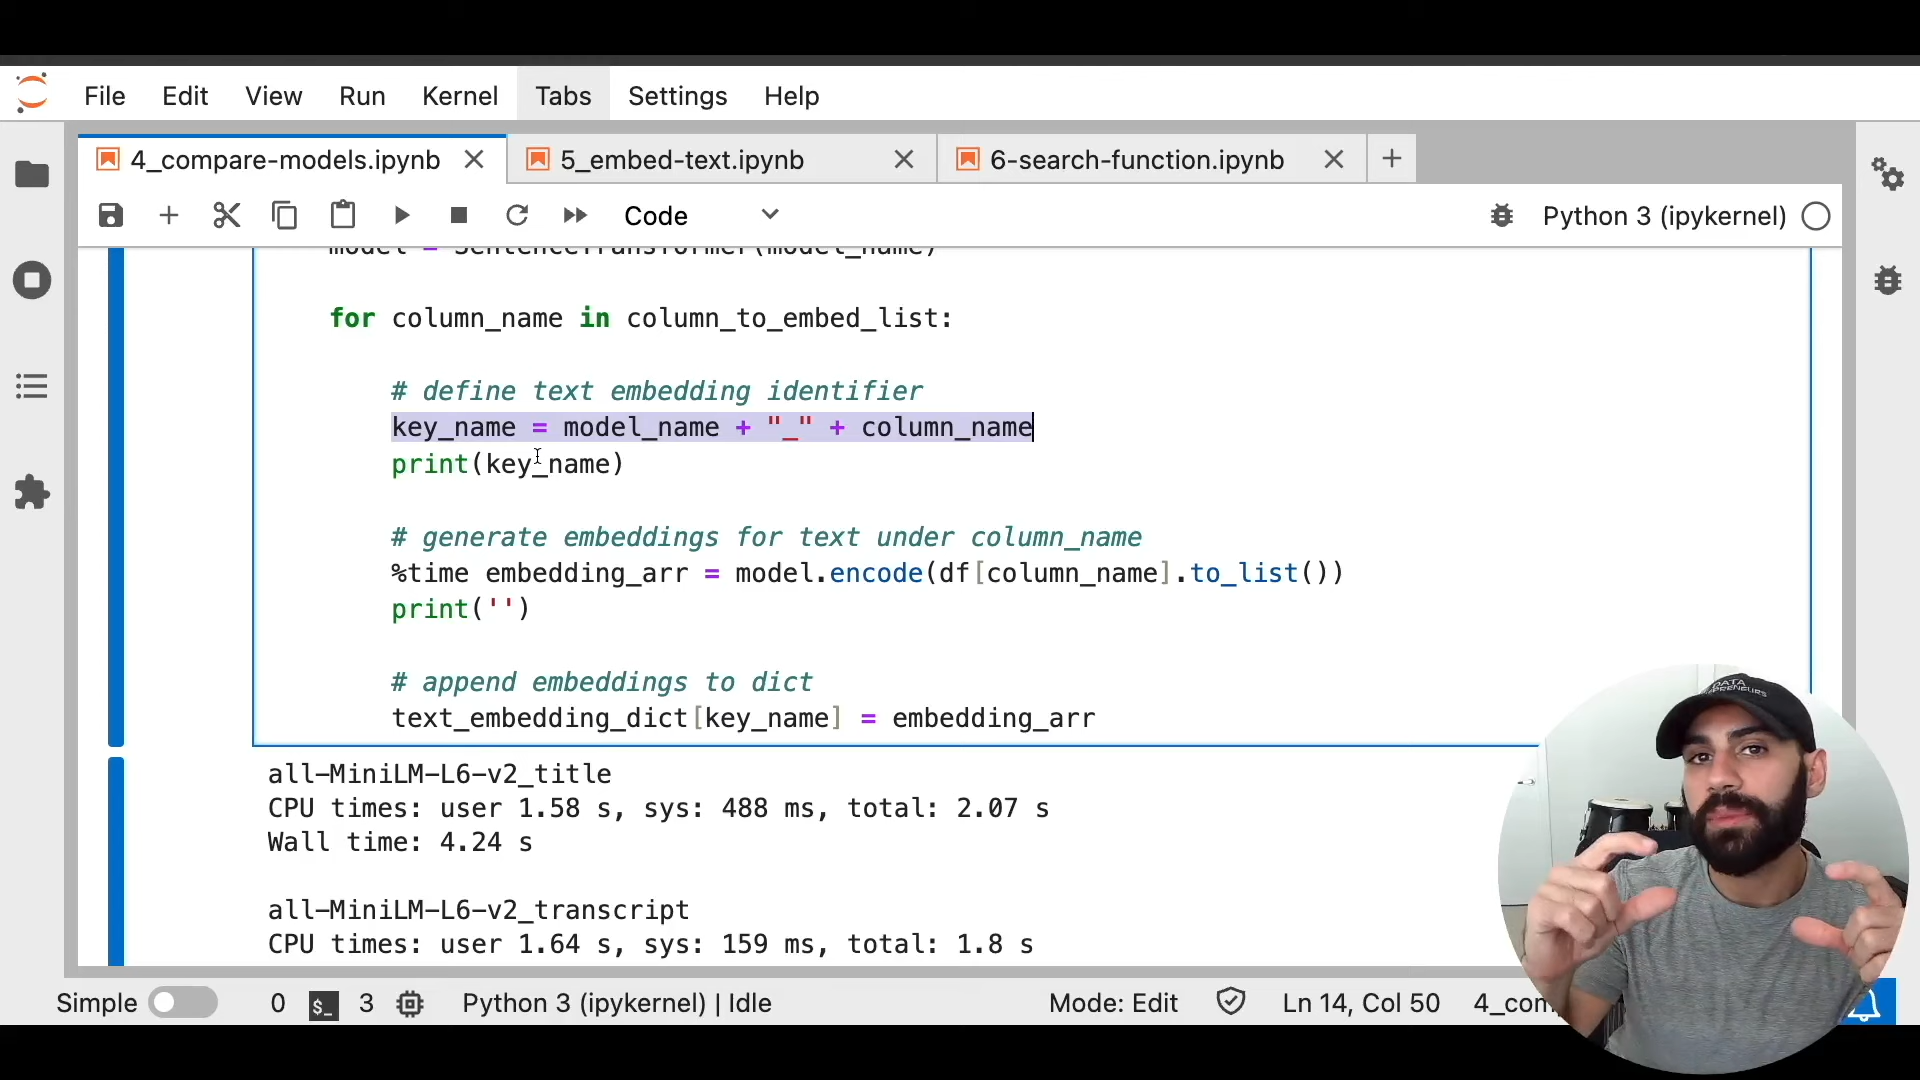 File Edit View Run Kernel Tabs Settings Help
4_compare-models.ipynb 5_embed-text.ipynb 6-search-function.ipynb
Code Python 3 (ipykernel)
model = SentenceTransformer(model_name)
for column_name in column_to_embed_list:
# define text embedding identifier
key_name = model_name + "_" + column_name
print(key_name)
# generate embeddings for text under column_name
%time embedding_arr = model.encode(df[column_name].to_list())
print('')
# append embeddings to dict
text_embedding_dict[key_name] = embedding_arr
all-MiniLM-L6-v2_title
CPU times: user 1.58 s, sys: 488 ms, total: 2.07 s
Wall time: 4.24 s
all-MiniLM-L6-v2_transcript
CPU times: user 1.64 s, sys: 159 ms, total: 1.8 s
DATA
Simple 0 $_ 3 Python 3 (ipykernel) | Idle Mode: Edit Ln 14, Col 50 4_com